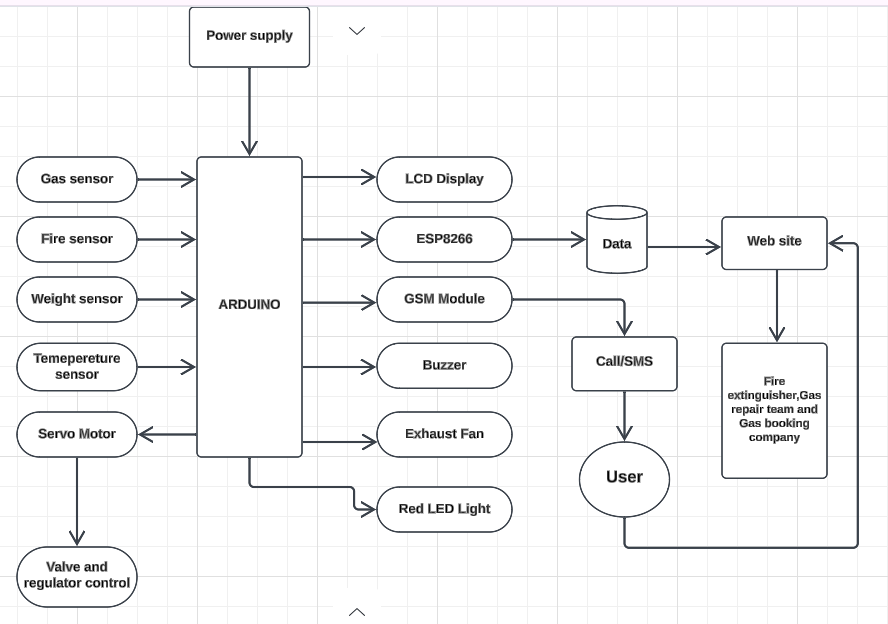 Power supply
Gas sensor
LCD Display
Fire sensor
ESP8266
Data
Web site
Weight sensor
ARDUINO
GSM Module
Temepereture
sensor
Buzzer
Call/SMS
Fire
extinguisher,Gas
repair team and
Gas booking
company
Servo Motor
Exhaust Fan
User
Red LED Light
Valve and
regulator control